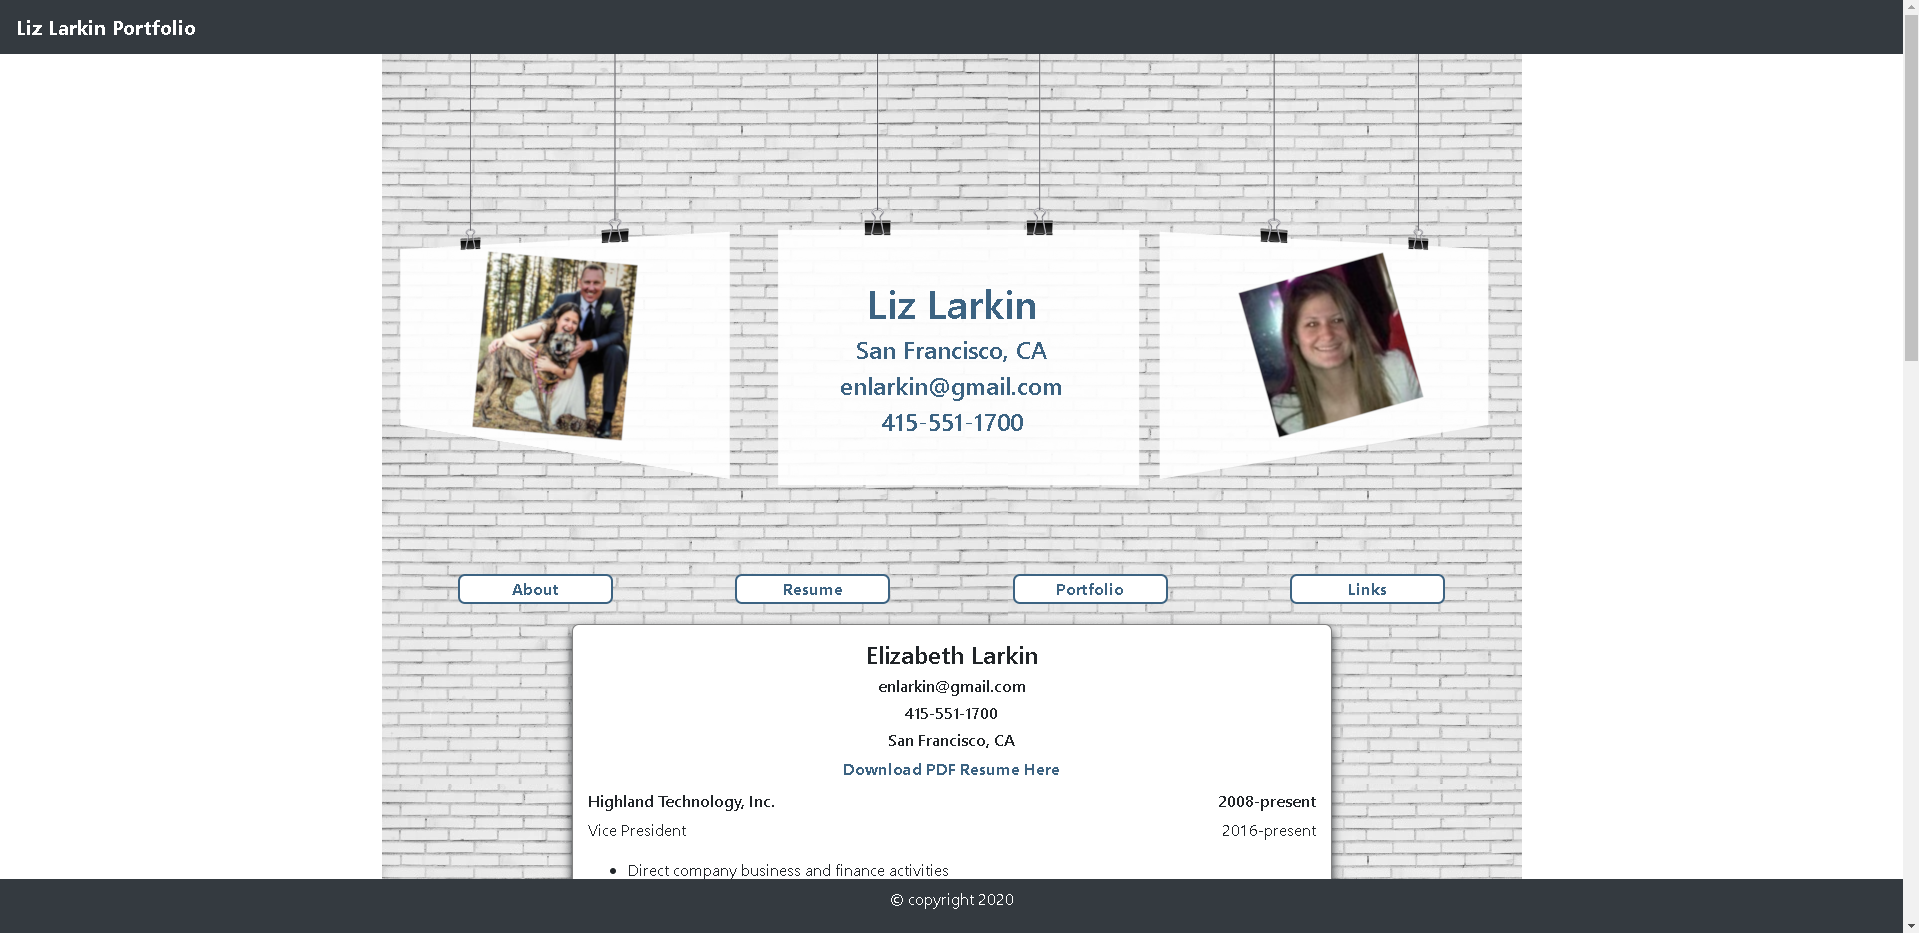 Liz Larkin Portfolio
Liz Larkin
San Francisco, CA
enlarkin@gmail.com
415-551-1700
About Resume Portfolio Links
Elizabeth Larkin
enlarkin@gmail.com
415-551-1700
San Francisco, CA
Download PDF Resume Here
Highland Technology, Inc. 2008-present
Vice President 2016-present
• Direct company business and finance activities
© copyright 2020